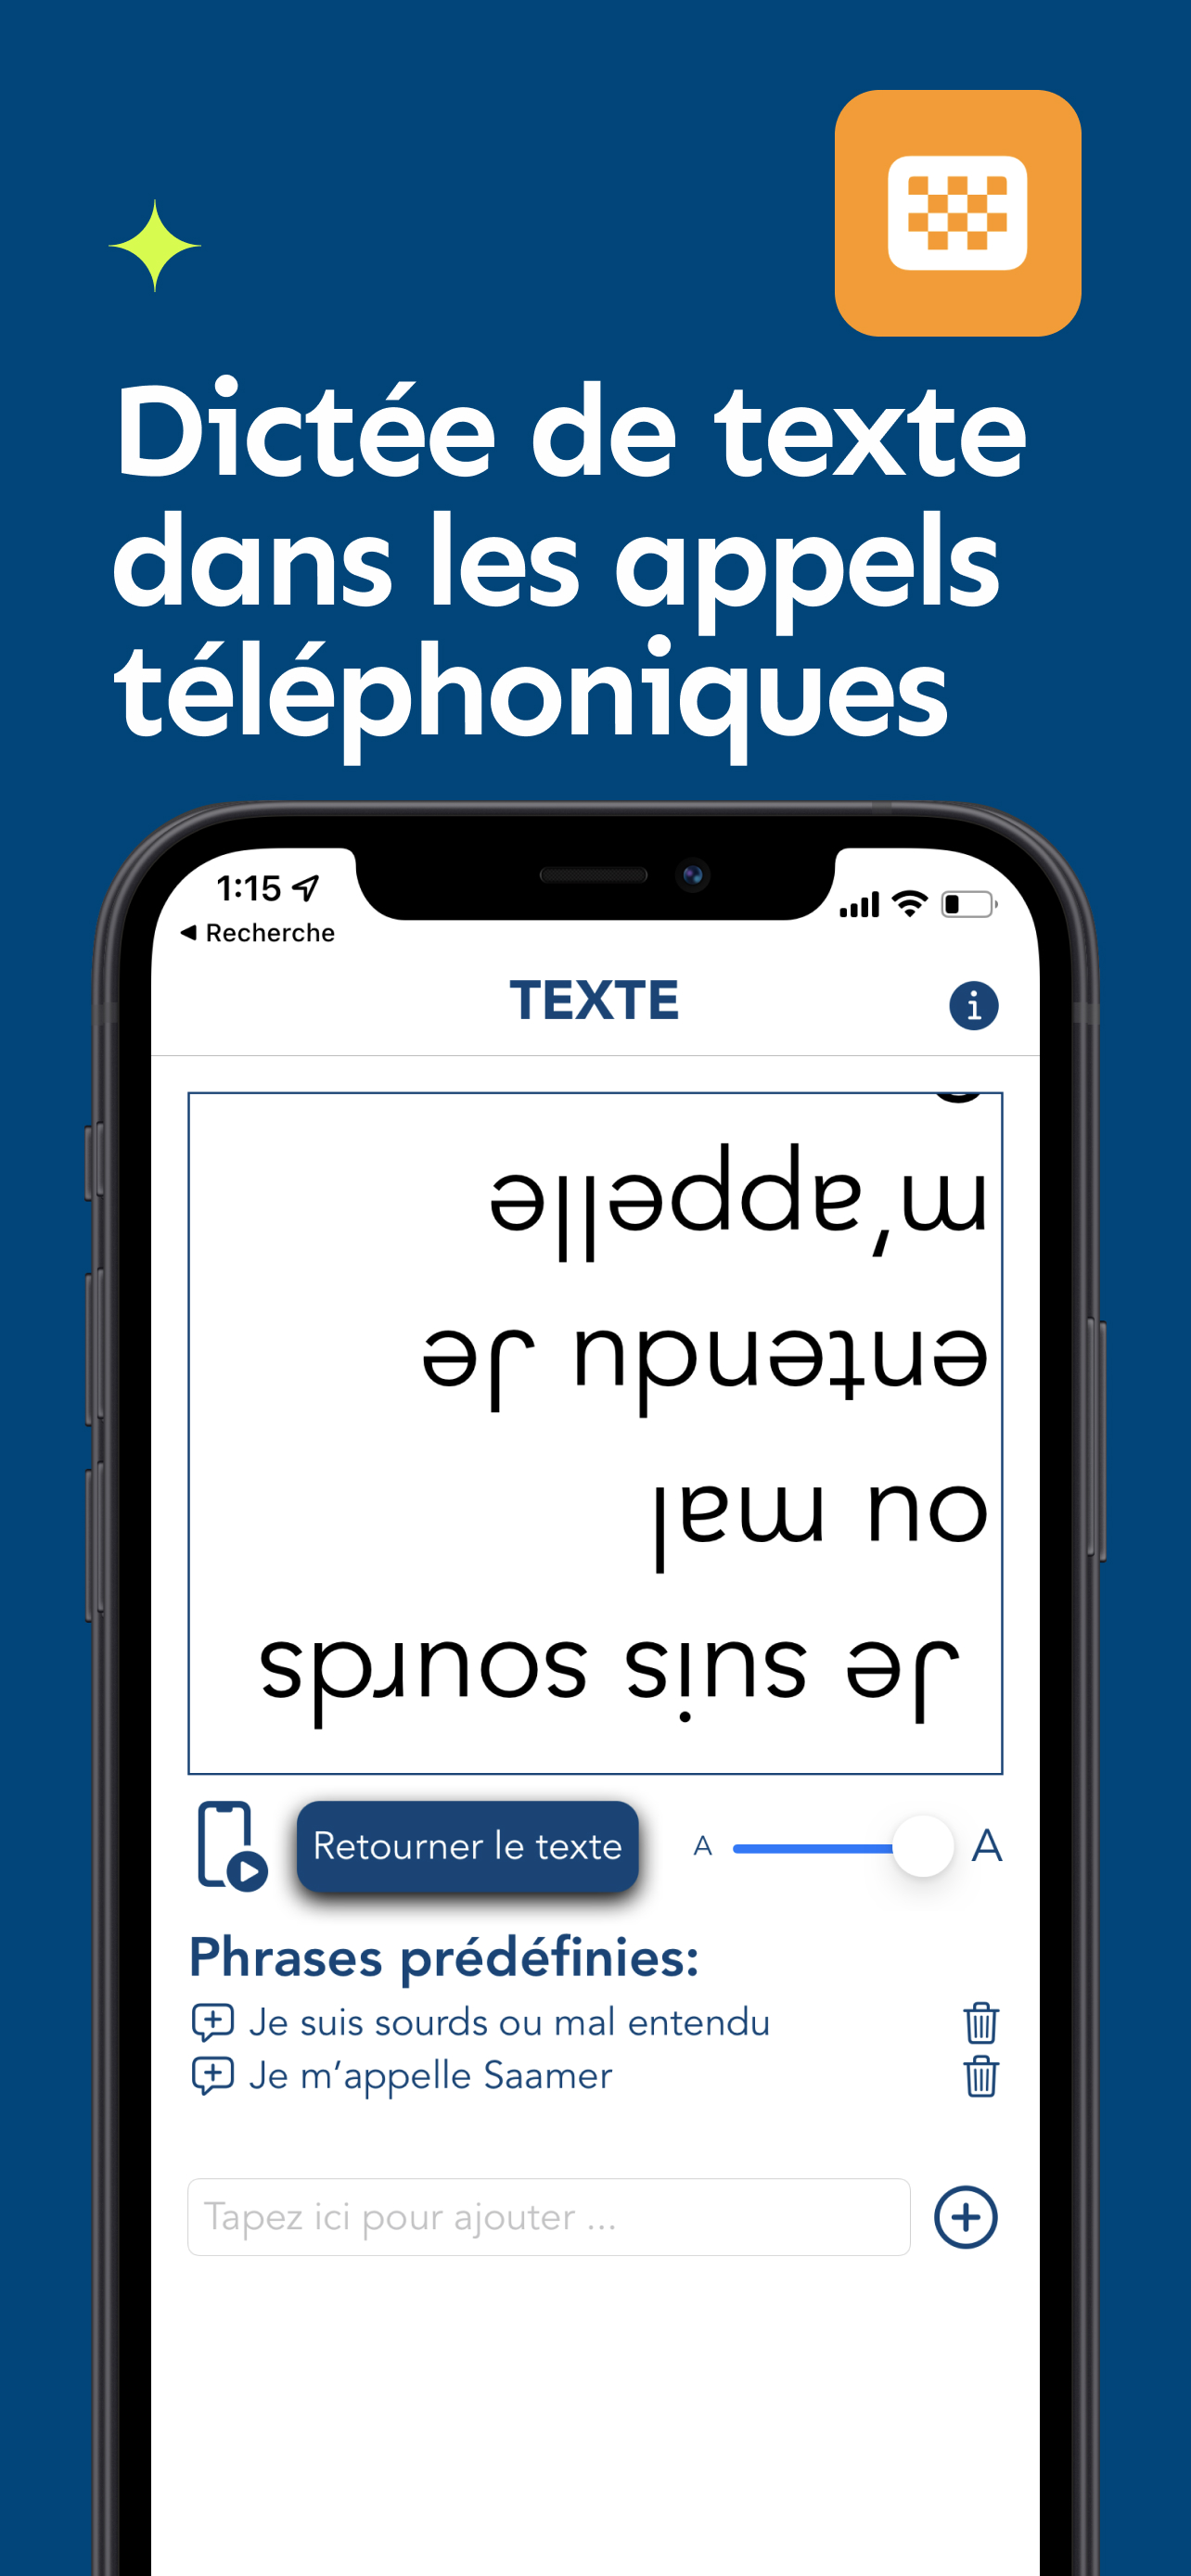 Dictée de texte
dans les appels
téléphoniques
1:15
◀ Recherche
TEXTE
Je suis sourds
ou mal
entendu Je
m’appelle
Retourner le texte
A
A
Phrases prédéfinies:
Je suis sourds ou mal entendu
Je m’appelle Saamer
Tapez ici pour ajouter ...